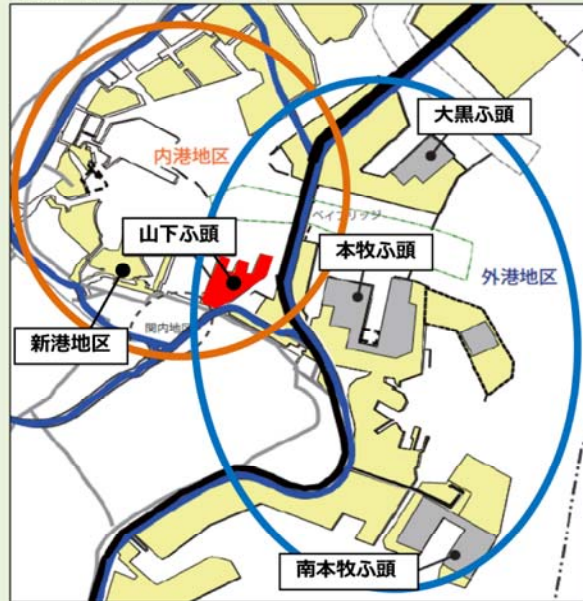 大黒ふ頭
内港地区
ベイブリッジ
山下ふ頭
本牧ふ頭
外港地区
関内地区
新港地区
南本牧ふ頭